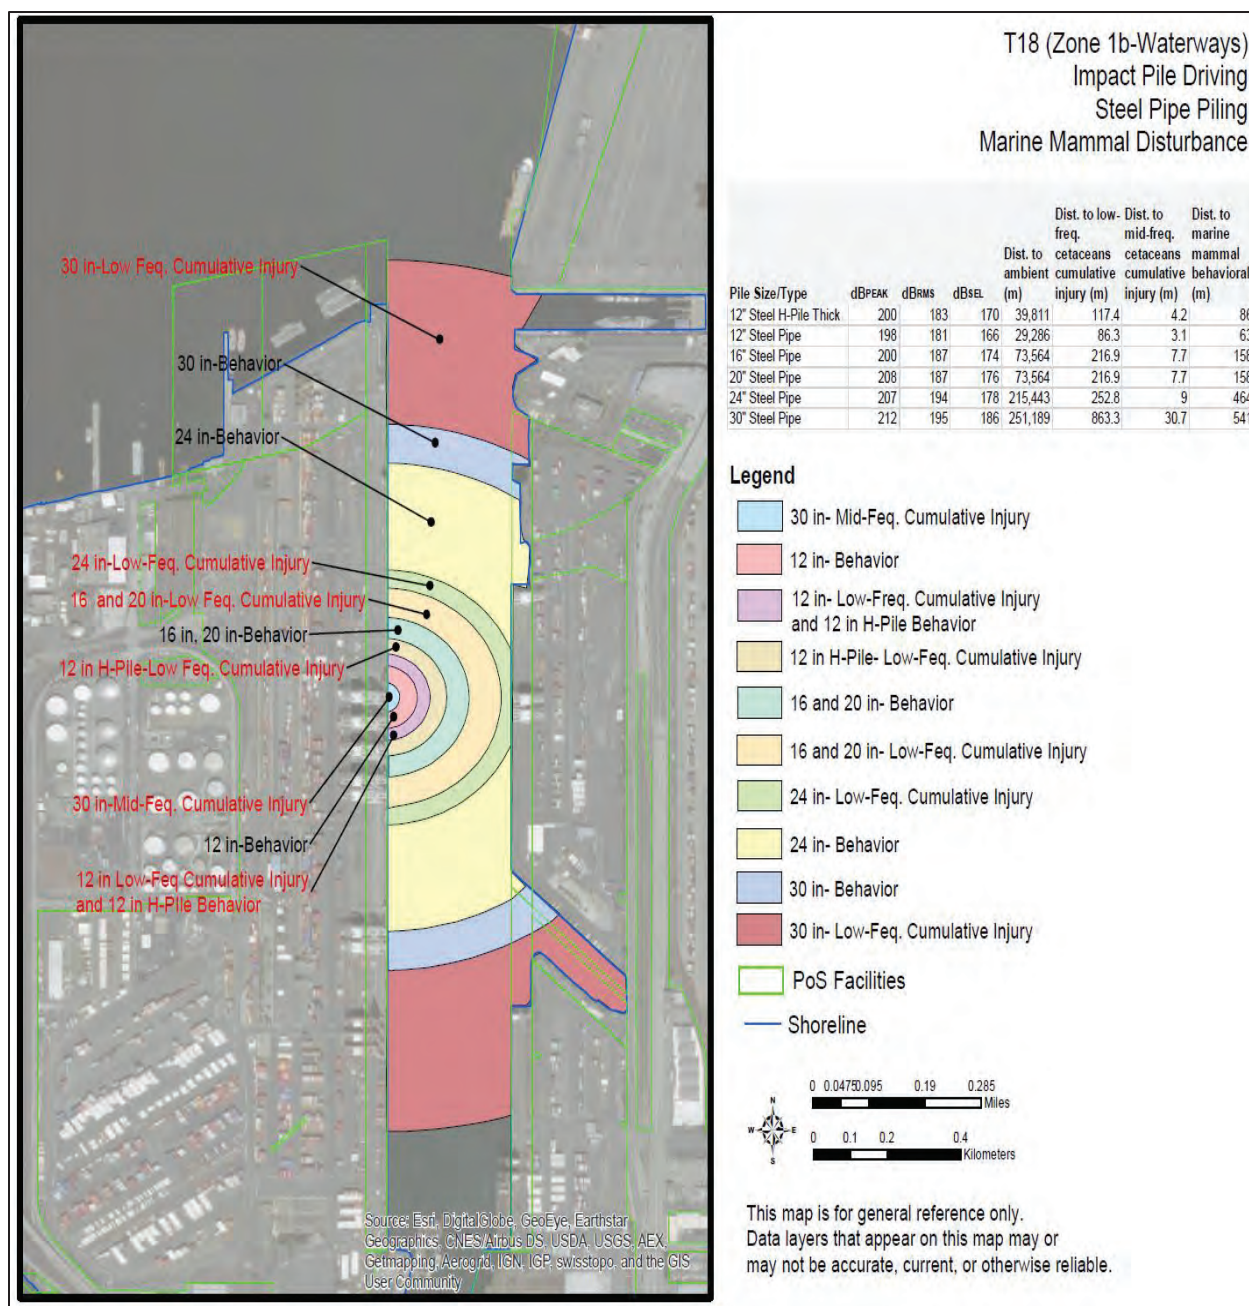 T18 (Zone 1b-Waterways)
Impact Pile Driving
Steel Pipe Piling
Marine Mammal Disturbance
Pile Size/Type dBPEAK dBRMS dBSEL Dist. to ambient (m) Dist. to low-freq. cetaceans cumulative injury (m) Dist. to mid-freq. cetaceans cumulative injury (m) Dist. to marine mammal behavioral (m)
12" Steel H-Pile Thick 200 183 170 39,811 117.4 4.2 86
12" Steel Pipe 198 181 166 29,286 86.3 3.1 63
16" Steel Pipe 200 187 174 73,564 216.9 7.7 158
20" Steel Pipe 208 187 176 73,564 216.9 7.7 158
24" Steel Pipe 207 194 178 215,443 252.8 9 464
30" Steel Pipe 212 195 186 251,189 863.3 30.7 541
30 in-Low Feq. Cumulative Injury
30 in-Behavior
24 in-Behavior
24 in-Low-Feq. Cumulative Injury
16 and 20 in-Low Feq. Cumulative Injury
16 in, 20 in-Behavior
12 in H-Pile-Low Feq. Cumulative Injury
30 in-Mid-Feq. Cumulative Injury
12 in-Behavior
12 in Low-Feq Cumulative Injury
and 12 in H-PIle Behavior
Source: Esri, DigitalGlobe, GeoEye, Earthstar
Geographics, CNES/Airbus DS, USDA, USGS, AEX,
Getmapping, Aerogrid, IGN, IGP, swisstopo, and the GIS
User Community
Legend
30 in- Mid-Feq. Cumulative Injury
12 in- Behavior
12 in- Low-Freq. Cumulative Injury
and 12 in H-Pile Behavior
12 in H-Pile- Low-Feq. Cumulative Injury
16 and 20 in- Behavior
16 and 20 in- Low-Feq. Cumulative Injury
24 in- Low-Feq. Cumulative Injury
24 in- Behavior
30 in- Behavior
30 in- Low-Feq. Cumulative Injury
PoS Facilities
Shoreline
N
W E
S
0 0.0475 0.095 0.19 0.285
Miles
0 0.1 0.2 0.4
Kilometers
This map is for general reference only.
Data layers that appear on this map may or
may not be accurate, current, or otherwise reliable.